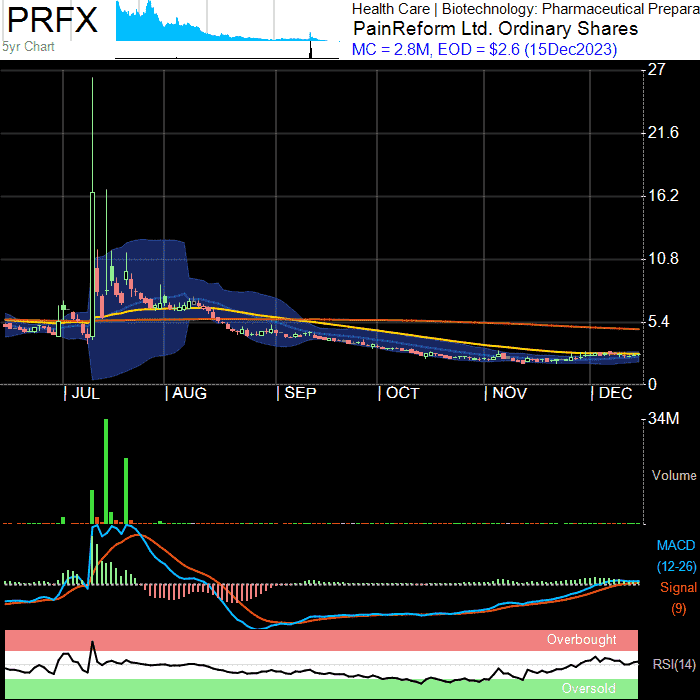 PRFX
5yr Chart
Health Care | Biotechnology: Pharmaceutical Prepara
PainReform Ltd. Ordinary Shares
MC = 2.8M, EOD = $2.6 (15Dec2023)
27
21.6
16.2
10.8
5.4
0
JUL
AUG
SEP
OCT
NOV
DEC
34M
Volume
MACD
(12-26)
Signal
(9)
Overbought
RSI(14)
Oversold